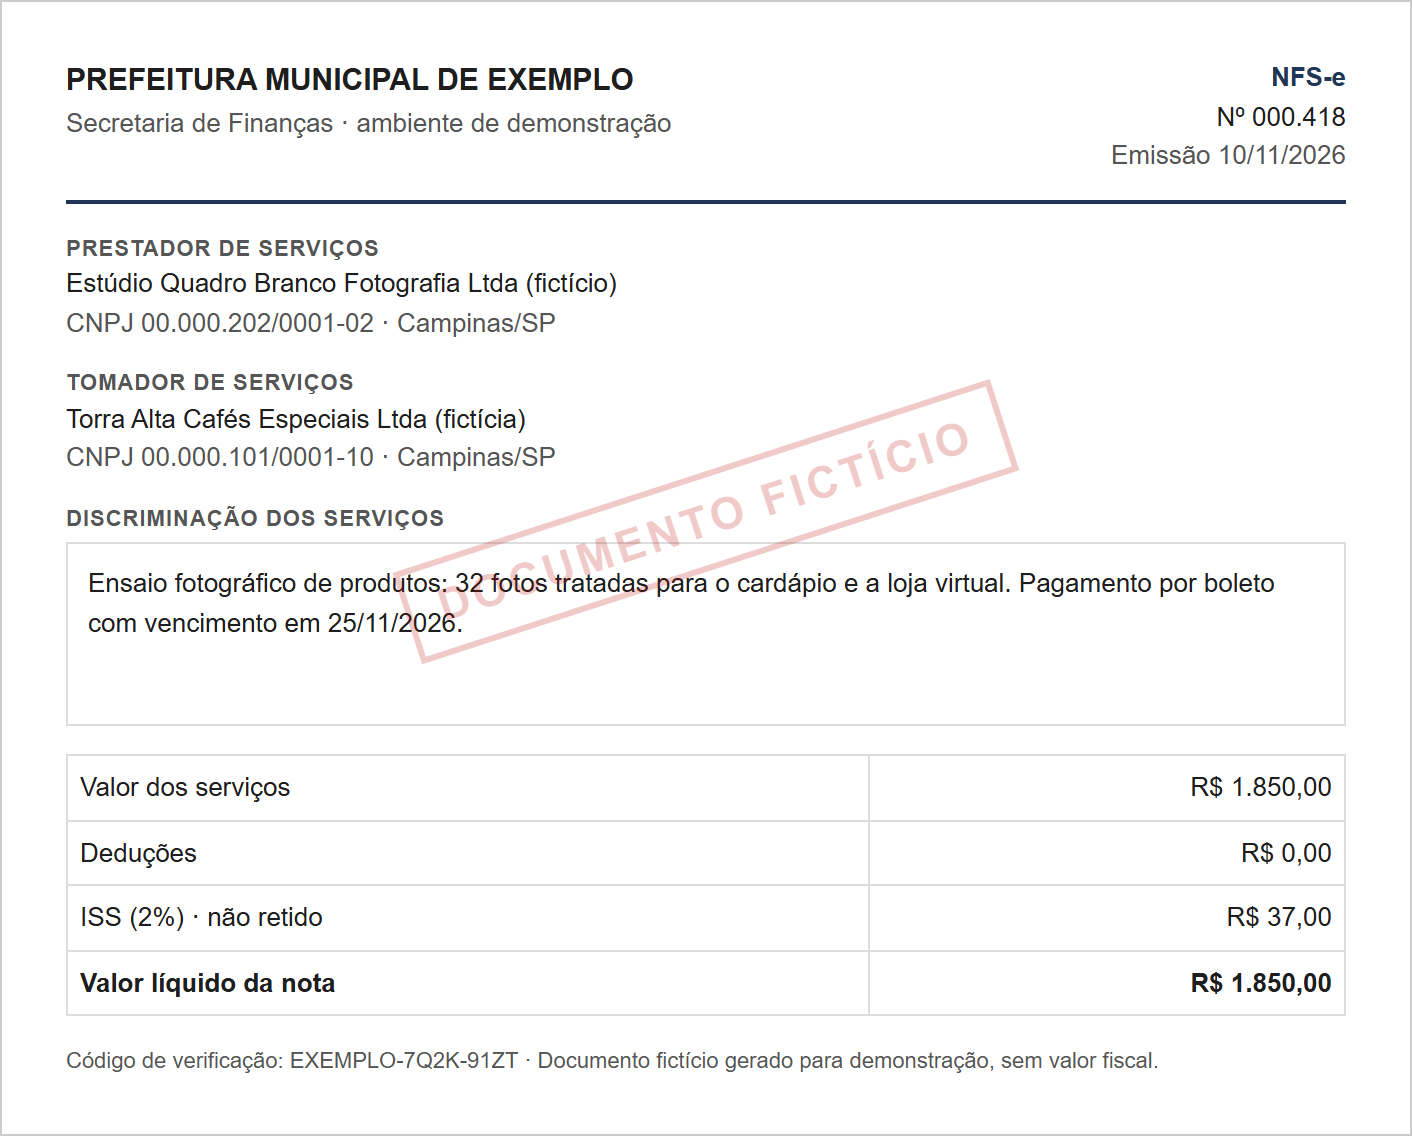 PREFEITURA MUNICIPAL DE EXEMPLO
Secretaria de Finanças · ambiente de demonstração
NFS-e
Nº 000.418
Emissão 10/11/2026
PRESTADOR DE SERVIÇOS
Estúdio Quadro Branco Fotografia Ltda (fictício)
CNPJ 00.000.202/0001-02 · Campinas/SP
TOMADOR DE SERVIÇOS
Torra Alta Cafés Especiais Ltda (fictícia)
CNPJ 00.000.101/0001-10 · Campinas/SP
DISCRIMINAÇÃO DOS SERVIÇOS
DOCUMENTO FICTÍCIO
Ensaio fotográfico de produtos: 32 fotos tratadas para o cardápio e a loja virtual. Pagamento por boleto
com vencimento em 25/11/2026.
Valor dos serviços R$ 1.850,00
Deduções R$ 0,00
ISS (2%) · não retido R$ 37,00
Valor líquido da nota R$ 1.850,00
Código de verificação: EXEMPLO-7Q2K-91ZT · Documento fictício gerado para demonstração, sem valor fiscal.